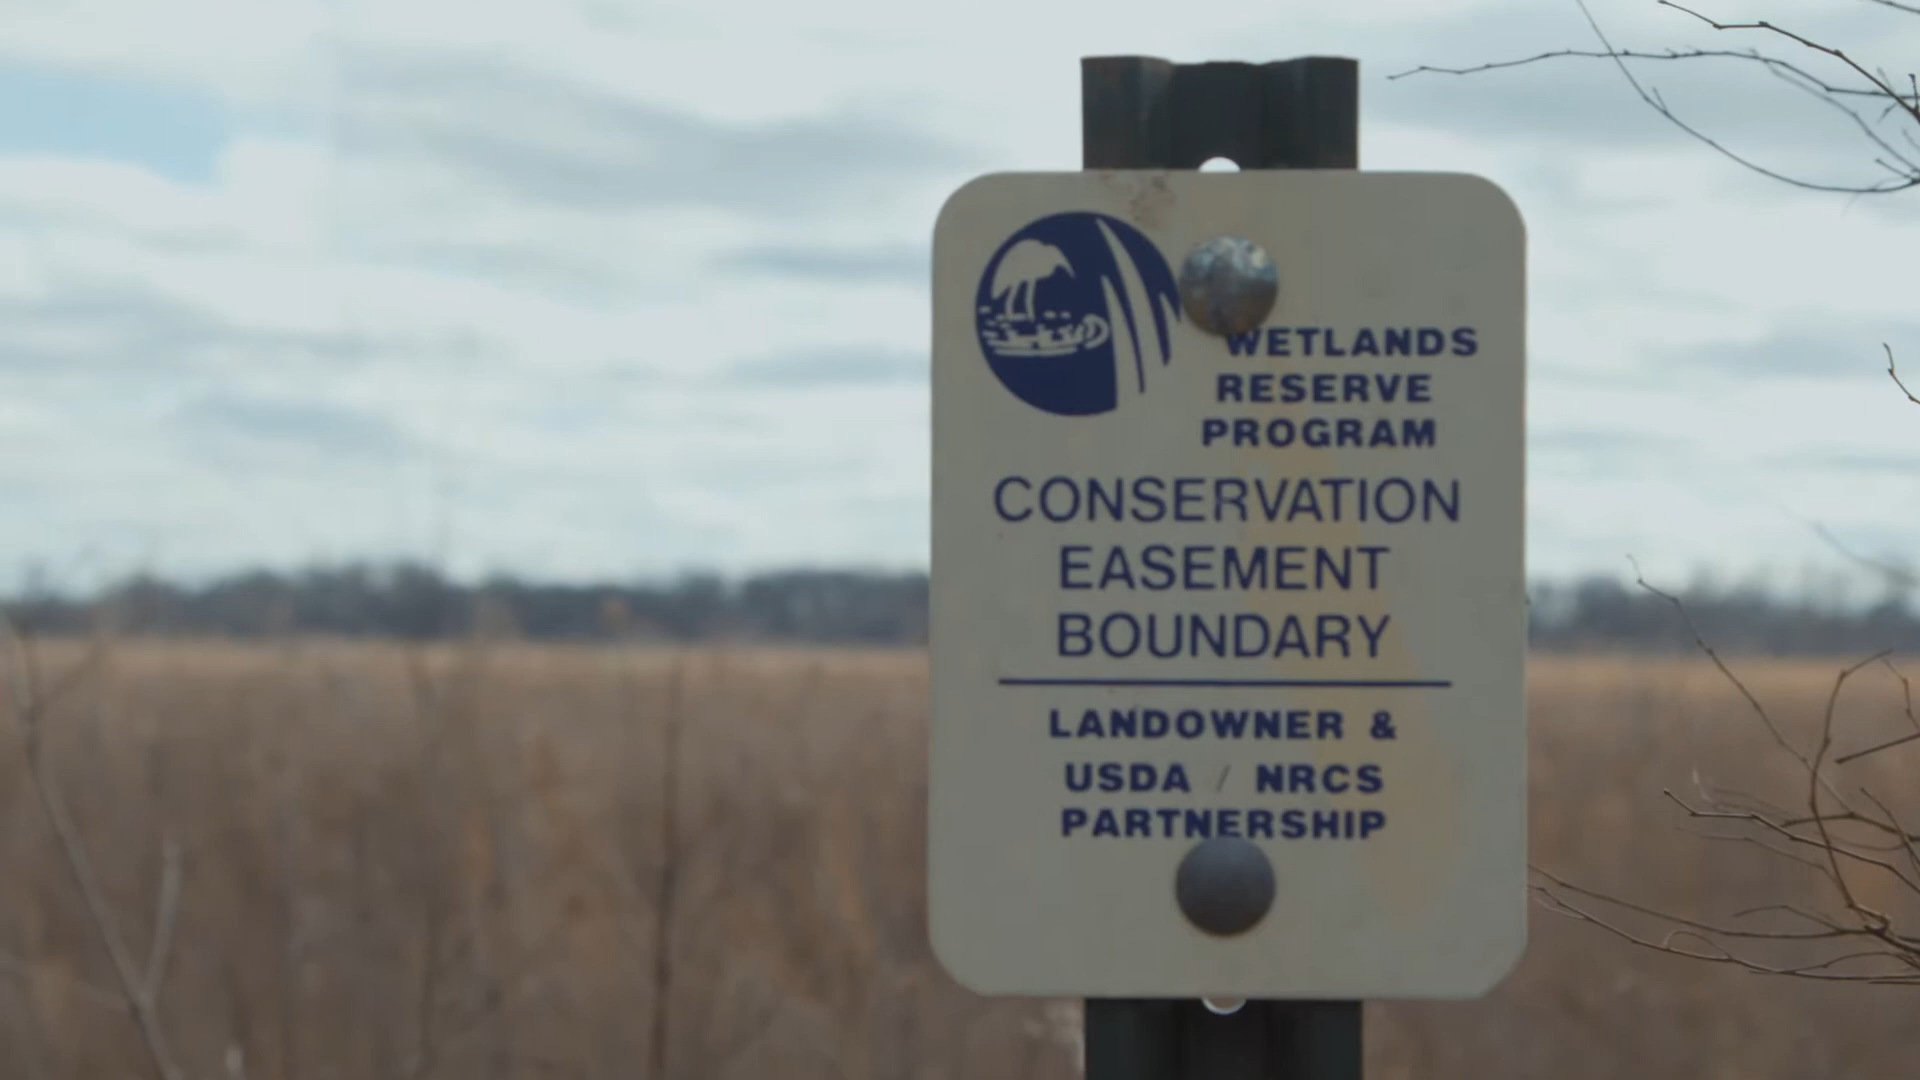 WETLANDS
RESERVE
PROGRAM
CONSERVATION
EASEMENT
BOUNDARY
LANDOWNER &
USDA / NRCS
PARTNERSHIP